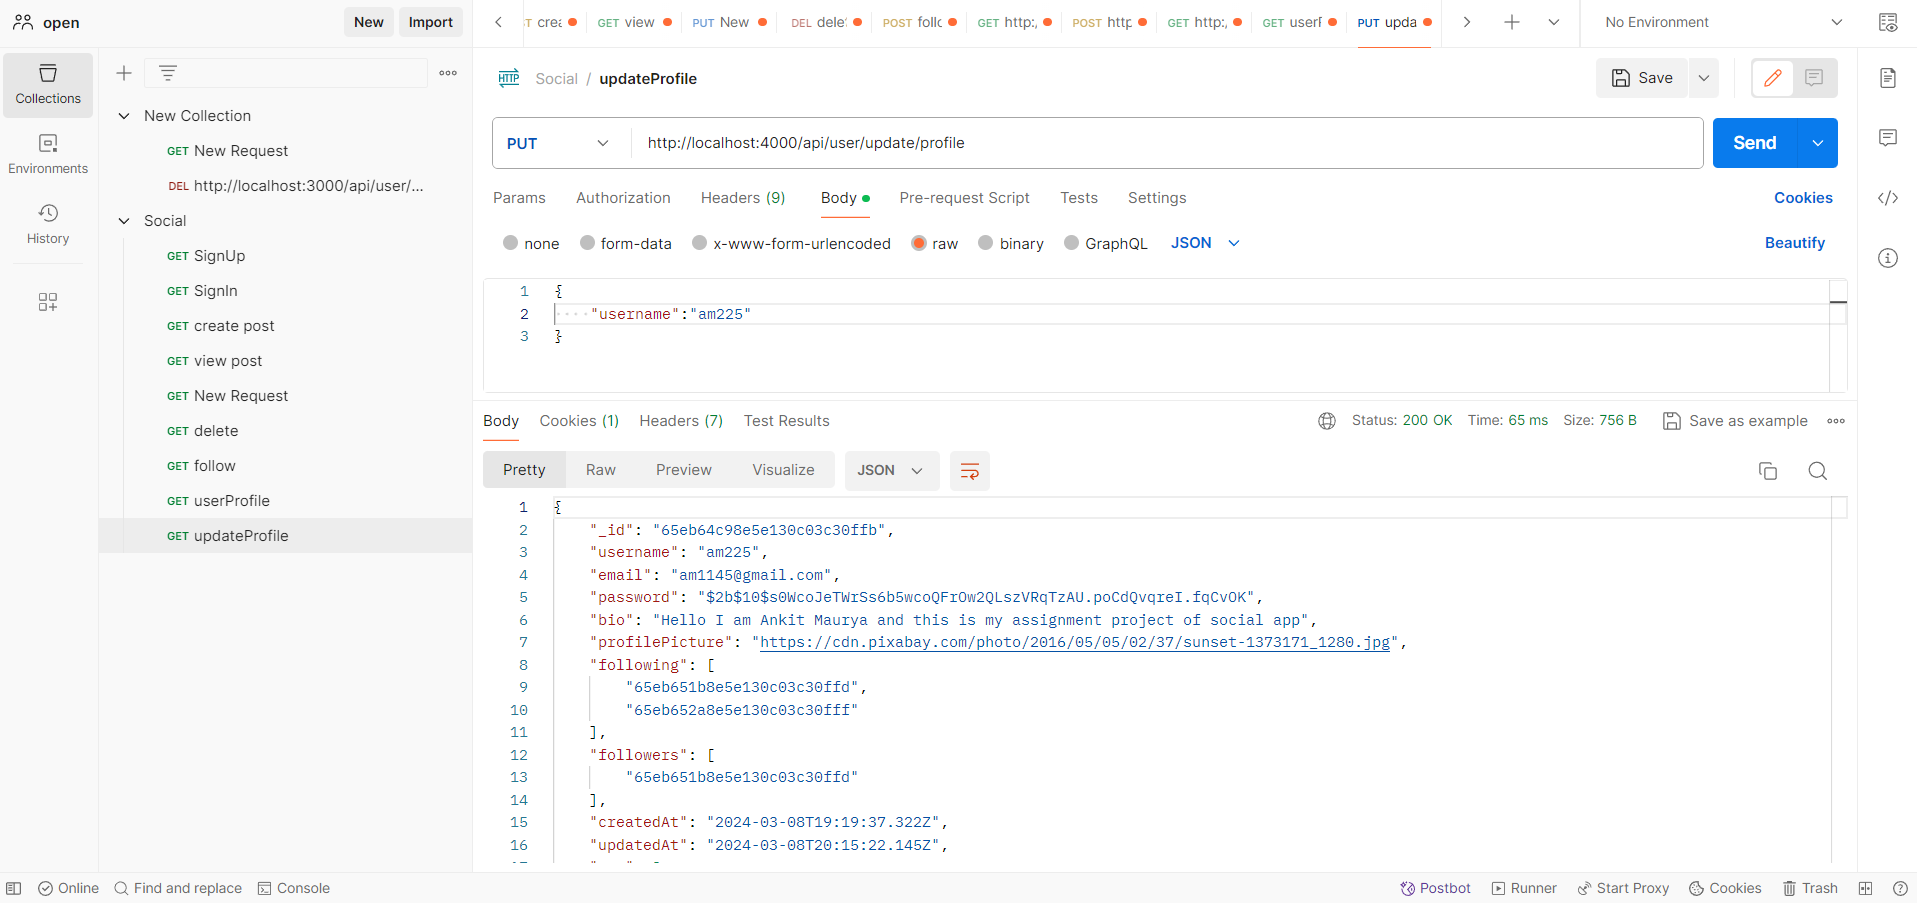 open
New
Import
T crea
GET view
PUT New
DEL dele
POST follo
GET http:/
POST http
GET http:/
GET userP
PUT upda
No Environment
Collections
Environments
History
New Collection
GET New Request
DEL http://localhost:3000/api/user/...
Social
GET SignUp
GET SignIn
GET create post
GET view post
GET New Request
GET delete
GET follow
GET userProfile
GET updateProfile
HTTP Social / updateProfile
Save
PUT http://localhost:4000/api/user/update/profile
Send
Params Authorization Headers (9) Body Pre-request Script Tests Settings Cookies
none form-data x-www-form-urlencoded raw binary GraphQL JSON Beautify
1 {
2 ····"username":"am225"
3 }
Body Cookies (1) Headers (7) Test Results Status: 200 OK Time: 65 ms Size: 756 B Save as example
Pretty Raw Preview Visualize JSON
1 {
2 "_id": "65eb64c98e5e130c03c30ffb",
3 "username": "am225",
4 "email": "am1145@gmail.com",
5 "password": "$2b$10$s0WcoJeTWrSs6b5wcoQFrOw2QLszVRqTzAU.poCdQvqreI.fqCvOK",
6 "bio": "Hello I am Ankit Maurya and this is my assignment project of social app",
7 "profilePicture": "https://cdn.pixabay.com/photo/2016/05/05/02/37/sunset-1373171_1280.jpg",
8 "following": [
9 "65eb651b8e5e130c03c30ffd",
10 "65eb652a8e5e130c03c30fff"
11 ],
12 "followers": [
13 "65eb651b8e5e130c03c30ffd"
14 ],
15 "createdAt": "2024-03-08T19:19:37.322Z",
16 "updatedAt": "2024-03-08T20:15:22.145Z",
Online Find and replace Console Postbot Runner Start Proxy Cookies Trash